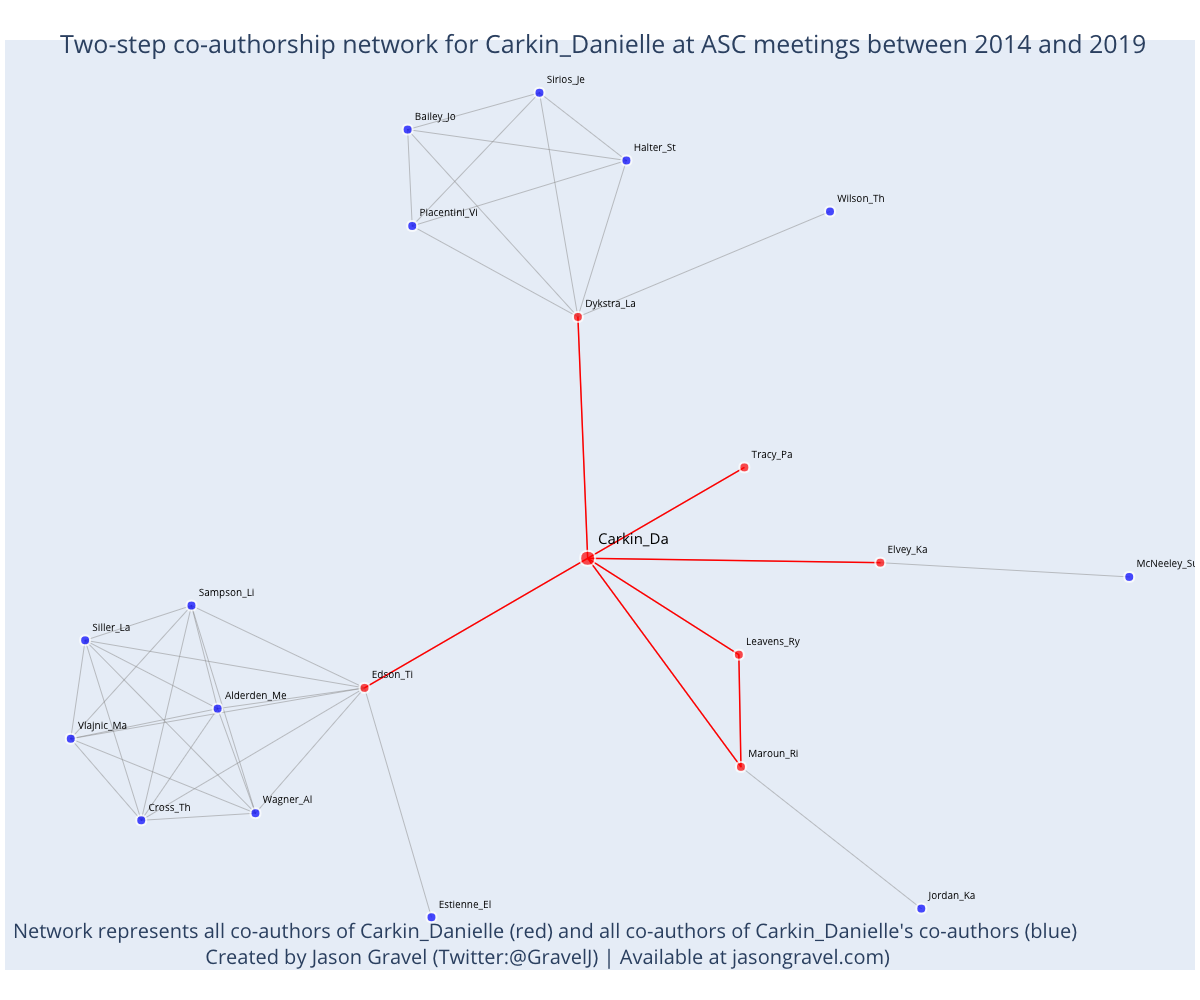 Two-step co-authorship network for Carkin_Danielle at ASC meetings between 2014 and 2019
Sirios_Je
Bailey_Jo
Halter_St
Wilson_Th
Piacentini_Vi
Dykstra_La
Tracy_Pa
Carkin_Da
Elvey_Ka
McNeeley_Su
Sampson_Li
Siller_La
Leavens_Ry
Edson_Ti
Alderden_Me
Vlajnic_Ma
Maroun_Ri
Wagner_Al
Cross_Th
Jordan_Ka
Estienne_El
Network represents all co-authors of Carkin_Danielle (red) and all co-authors of Carkin_Danielle's co-authors (blue)
Created by Jason Gravel (Twitter:@GravelJ) | Available at jasongravel.com)